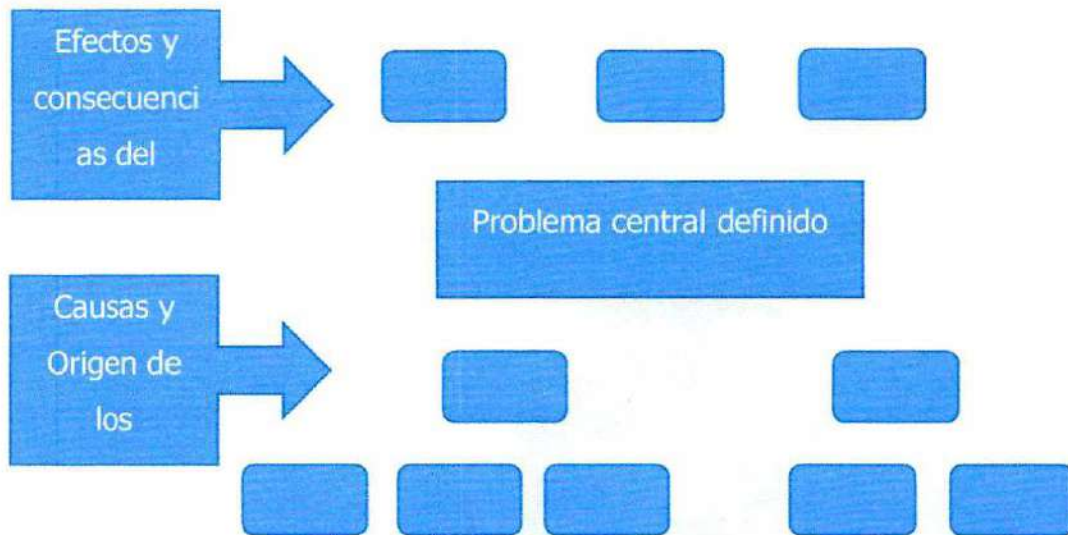 Efectos y
consecuenci
as del
Problema central definido
Causas y
Origen de
los